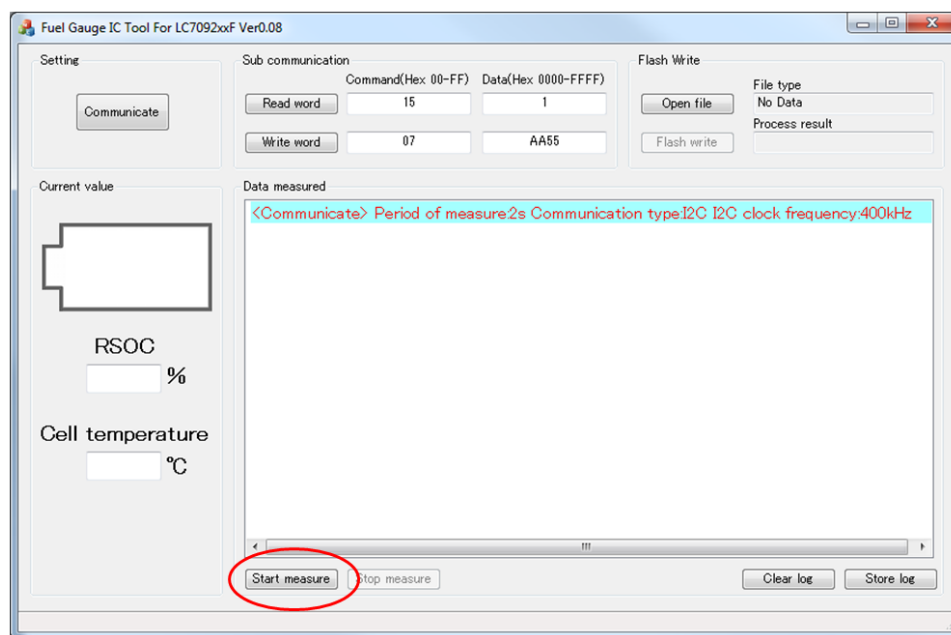 Fuel Gauge IC Tool For LC7092xxF Ver0.08
Setting
Communicate
Sub communication
Command(Hex 00-FF) Data(Hex 0000-FFFF)
Read word 15 1
Write word 07 AA55
Flash Write
File type
Open file No Data
Process result
Flash write
Current value
RSOC
%
Cell temperature
℃
Data measured
<Communicate> Period of measure:2s Communication type:I2C I2C clock frequency:400kHz
Start measure Stop measure Clear log Store log